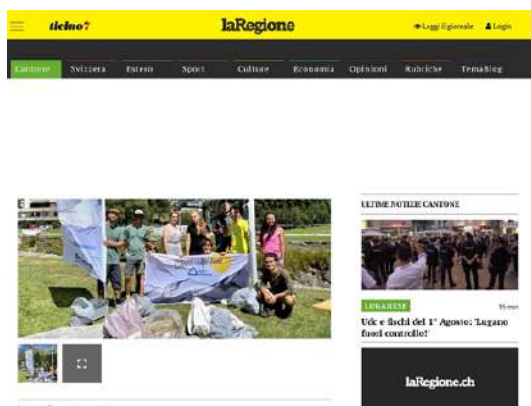 ticino7
laRegione
Leggi il giornale
Login
Cantone Svizzera Estero Sport Culture Economia Opinioni Rubriche Temablog
ULTIME NOTIZIE CANTONE
LUGANESE
Udc e fischi del 1° Agosto: 'Lugano
fuori controllo!'
laRegione.ch